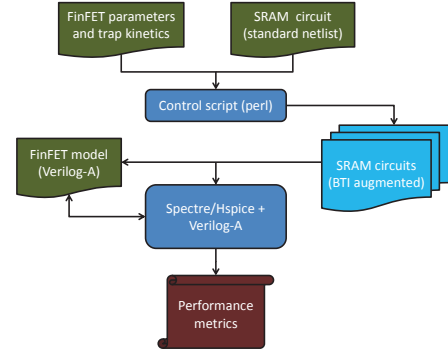 FinFET parameters
and trap kinetics
SRAM circuit
(standard netlist)
Control script (perl)
FinFET model
(Verilog-A)
SRAM circuits
(BTI augmented)
Spectre/Hspice +
Verilog-A
Performance
metrics